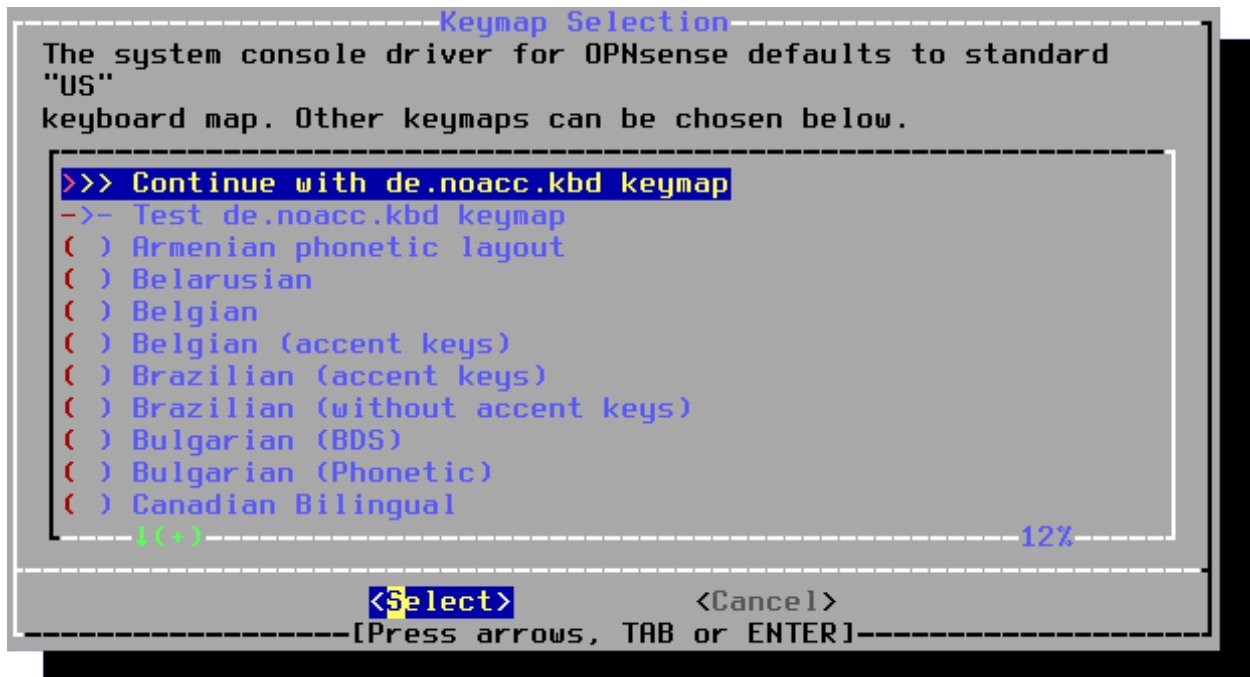 Keymap Selection
The system console driver for OPNsense defaults to standard
"US"
keyboard map. Other keymaps can be chosen below.
>>> Continue with de.noacc.kbd keymap
->- Test de.noacc.kbd keymap
( ) Armenian phonetic layout
( ) Belarusian
( ) Belgian
( ) Belgian (accent keys)
( ) Brazilian (accent keys)
( ) Brazilian (without accent keys)
( ) Bulgarian (BDS)
( ) Bulgarian (Phonetic)
( ) Canadian Bilingual
↓(+) 12%
<Select> <Cancel>
[Press arrows, TAB or ENTER]